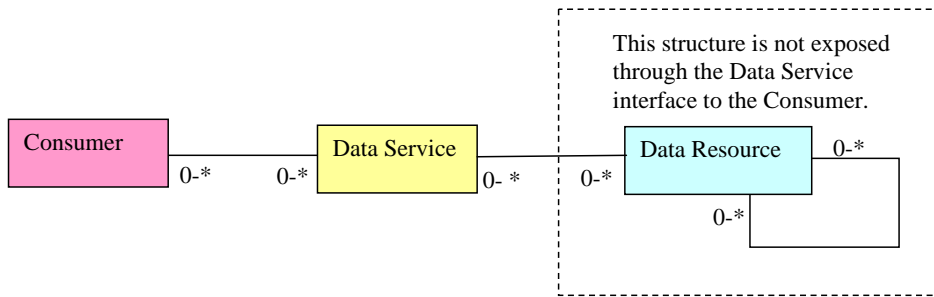 This structure is not exposed
through the Data Service
interface to the Consumer.
Consumer
Data Service
Data Resource
0-*
0-*
0-*
0- *
0-*
0-*